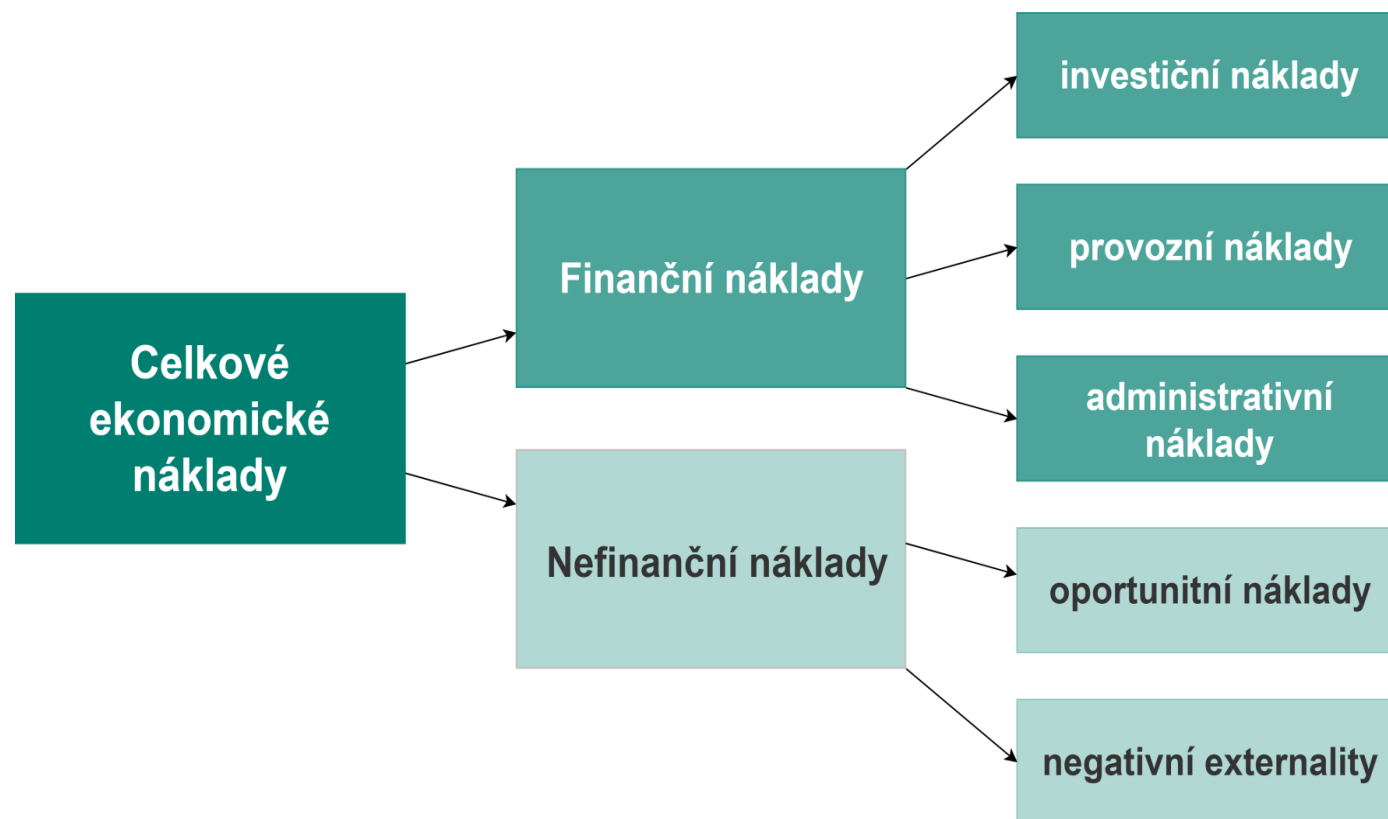 Celkové
ekonomické
náklady
Finanční náklady
Nefinanční náklady
investiční náklady
provozní náklady
administrativní
náklady
oportunitní náklady
negativní externality